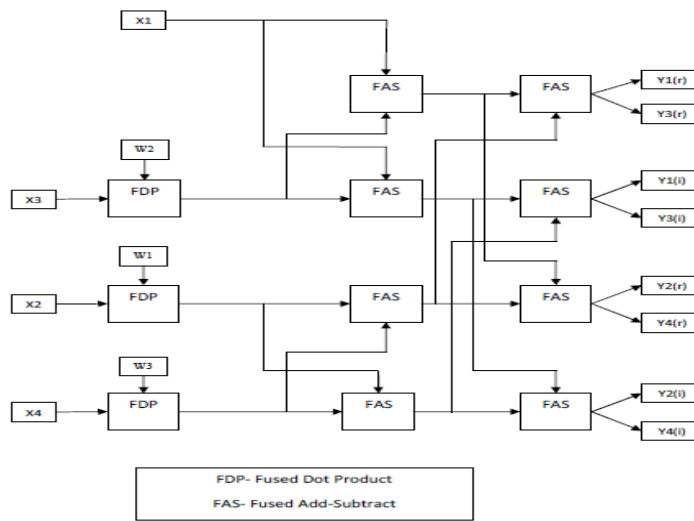 X1
FAS
FAS
Y1(r)
Y3(r)
W2
X3
FDP
FAS
FAS
Y1(i)
Y3(i)
W1
X2
FDP
FAS
FAS
Y2(r)
Y4(r)
W3
X4
FDP
FAS
FAS
Y2(i)
Y4(i)
FDP- Fused Dot Product
FAS- Fused Add-Subtract